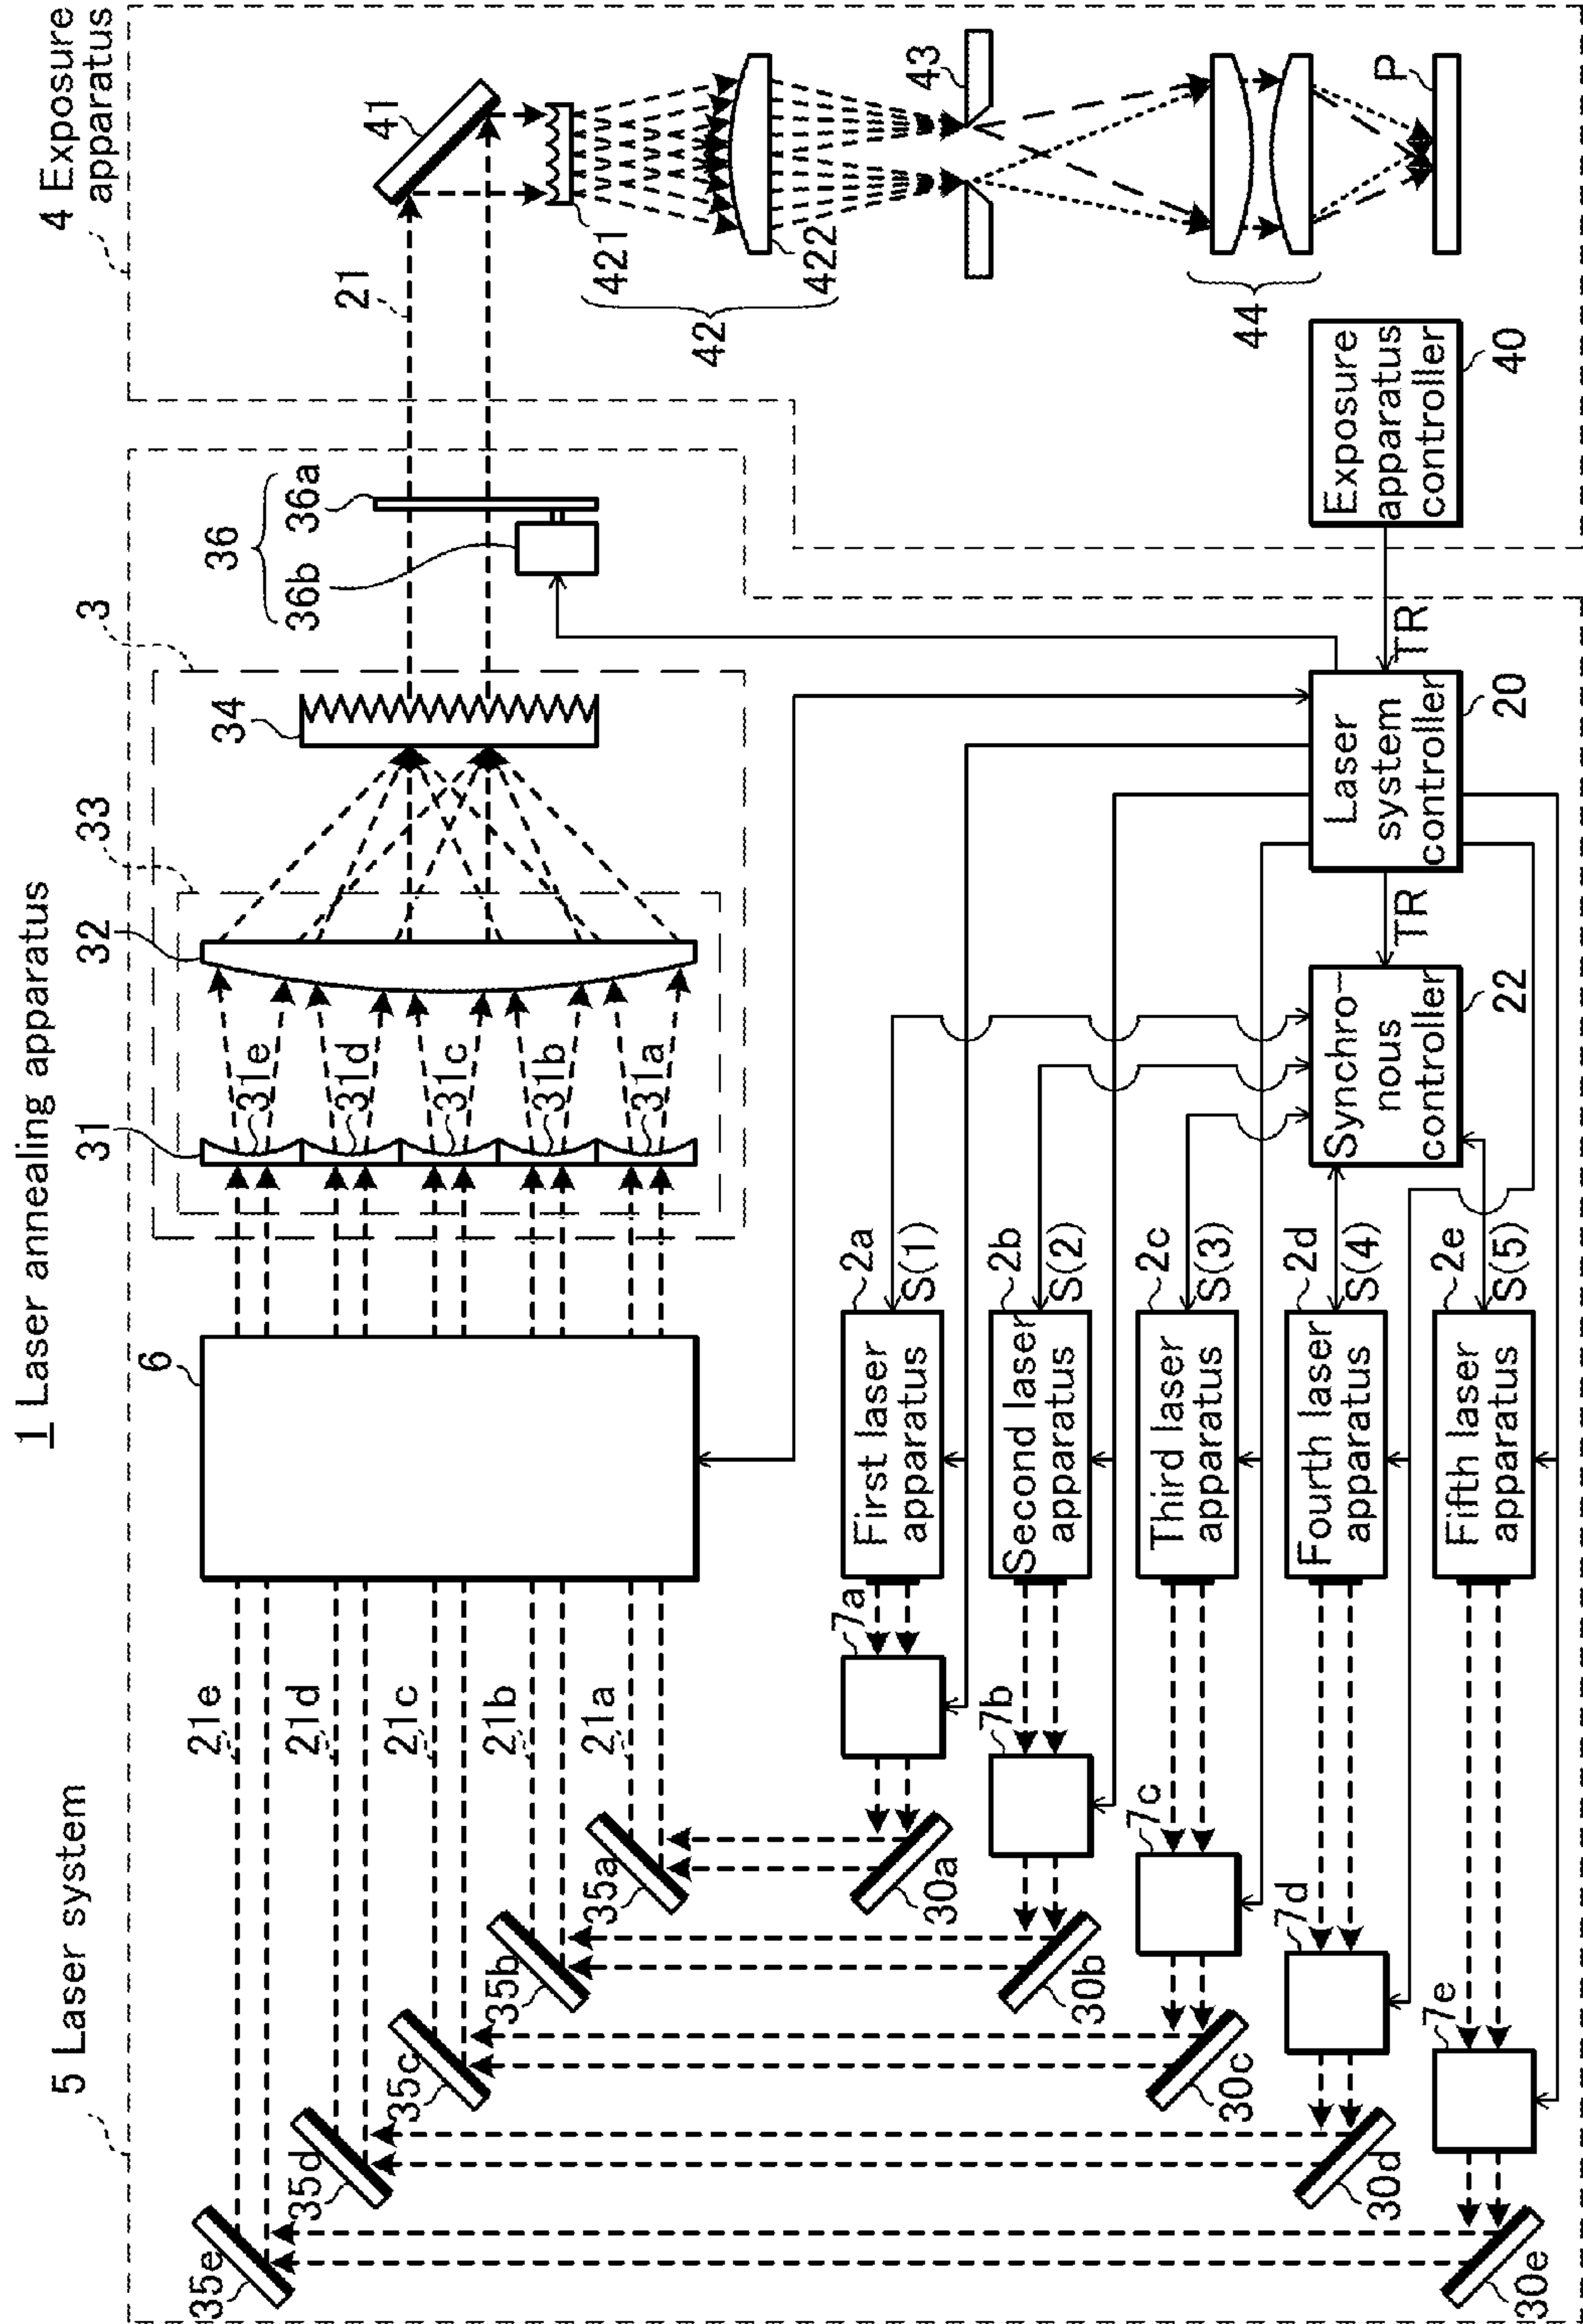 1 Laser annealing apparatus
5 Laser system
4 Exposure
apparatus
35e
35d
35c
35b
35a
21e
21d
21c
21b
21a
6
31
31e
31d
31c
31b
31a
32
33
3
34
36
36b
36a
21
41
421
422
42
43
44
P
30e
30d
30c
30b
30a
7a
7b
7c
7d
7e
2a
First laser
apparatus
S(1)
2b
Second laser
apparatus
S(2)
2c
Third laser
apparatus
S(3)
2d
Fourth laser
apparatus
S(4)
2e
Fifth laser
apparatus
S(5)
Synchro-
nous
controller
22
TR
Laser
system
controller
20
TR
Exposure
apparatus
controller
40